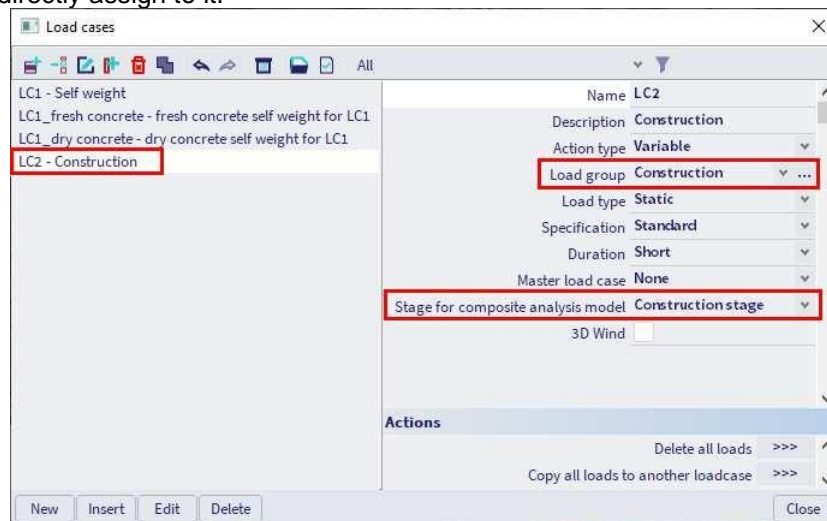 directly assign to it.
Load cases
All
LC1 - Self weight
LC1_fresh concrete - fresh concrete self weight for LC1
LC1_dry concrete - dry concrete self weight for LC1
LC2 - Construction
Name LC2
Description Construction
Action type Variable
Load group Construction ...
Load type Static
Specification Standard
Duration Short
Master load case None
Stage for composite analysis model Construction stage
3D Wind
Actions
Delete all loads >>>
Copy all loads to another loadcase >>>
New Insert Edit Delete Close